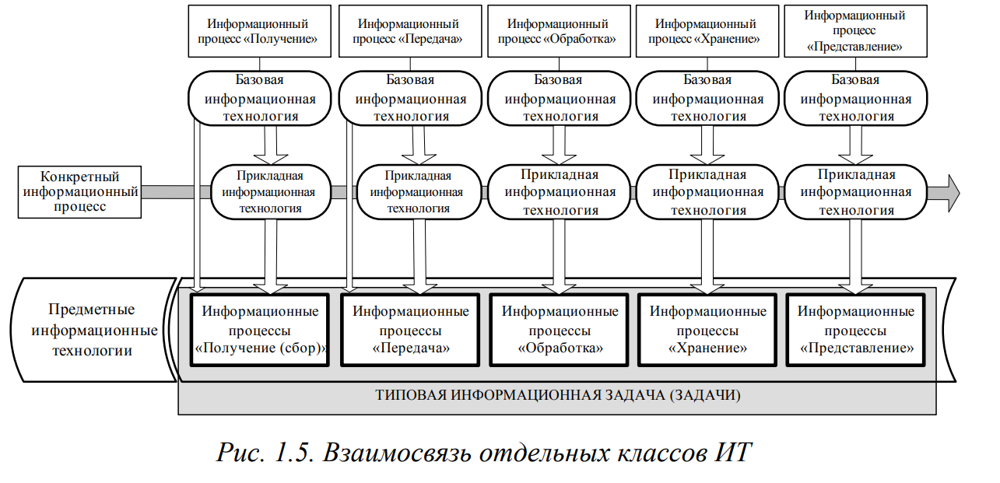 Информационный
процесс «Получение»
Информационный
процесс «Передача»
Информационный
процесс «Обработка»
Информационный
процесс «Хранение»
Информационный
процесс
«Представление»
Базовая
информационная
технология
Базовая
информационная
технология
Базовая
информационная
технология
Базовая
информационная
технология
Базовая
информационная
технология
Конкретный
информационный
процесс
Прикладная
информационная
технология
Прикладная
информационная
технология
Прикладная
информационная
технология
Прикладная
информационная
технология
Прикладная
информационная
технология
Предметные
информационные
технологии
Информационные
процессы
«Получение (сбор)»
Информационные
процессы
«Передача»
Информационные
процессы
«Обработка»
Информационные
процессы
«Хранение»
Информационные
процессы
«Представление»
ТИПОВАЯ ИНФОРМАЦИОННАЯ ЗАДАЧА (ЗАДАЧИ)
Рис. 1.5. Взаимосвязь отдельных классов ИТ